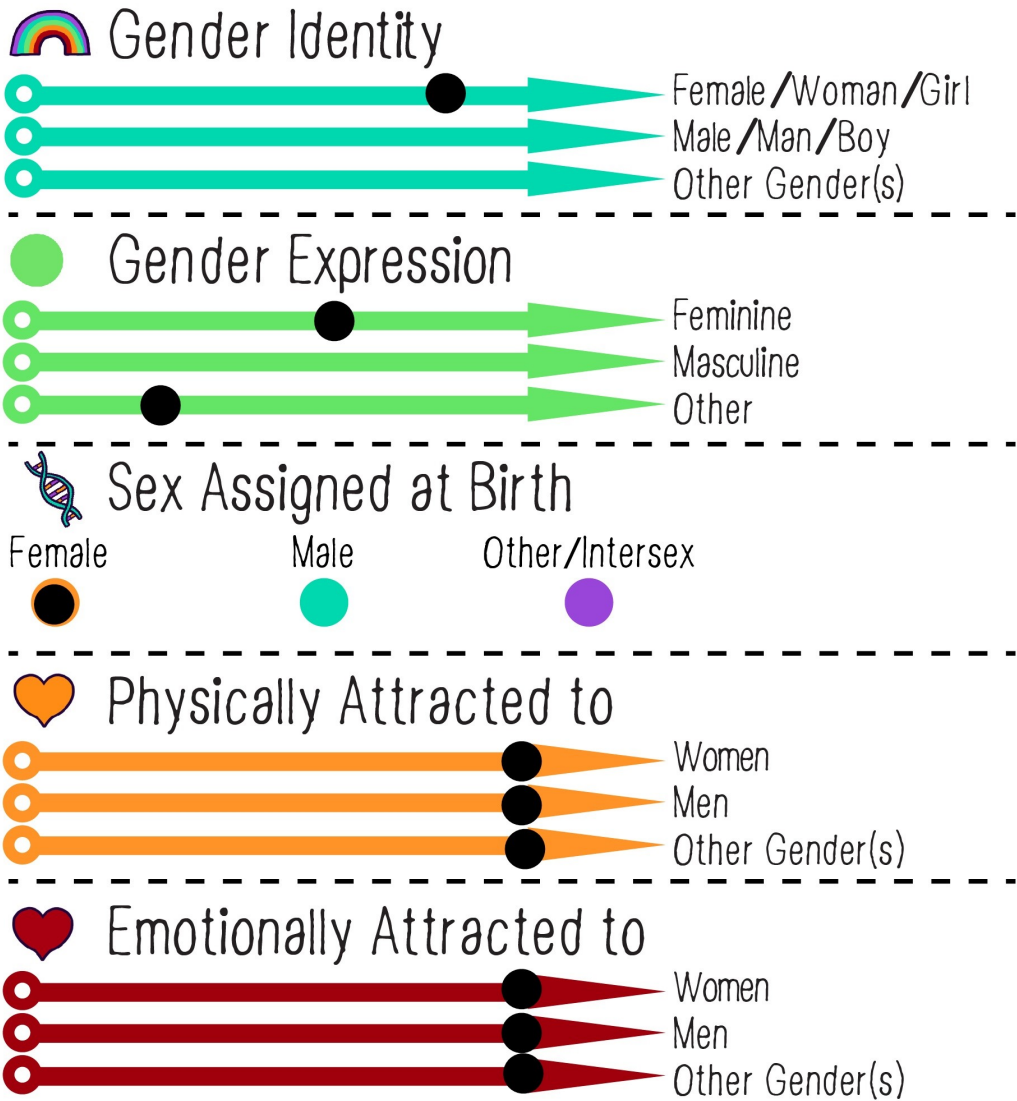 Gender Identity
Female/Woman/Girl
Male/Man/Boy
Other Gender(s)
Gender Expression
Feminine
Masculine
Other
Sex Assigned at Birth
Female Male Other/Intersex
Physically Attracted to
Women
Men
Other Gender(s)
Emotionally Attracted to
Women
Men
Other Gender(s)